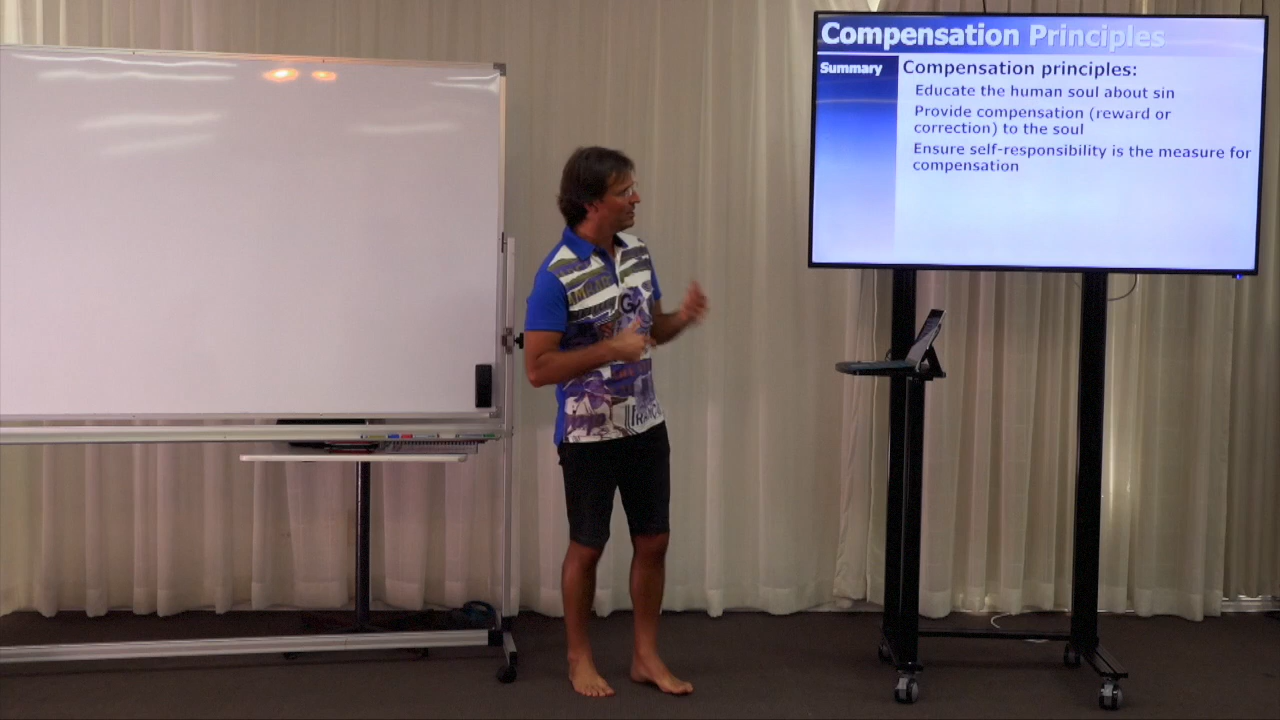 Compensation Principles
Summary
Compensation principles:
Educate the human soul about sin
Provide compensation (reward or
correction) to the soul
Ensure self-responsibility is the measure for
compensation